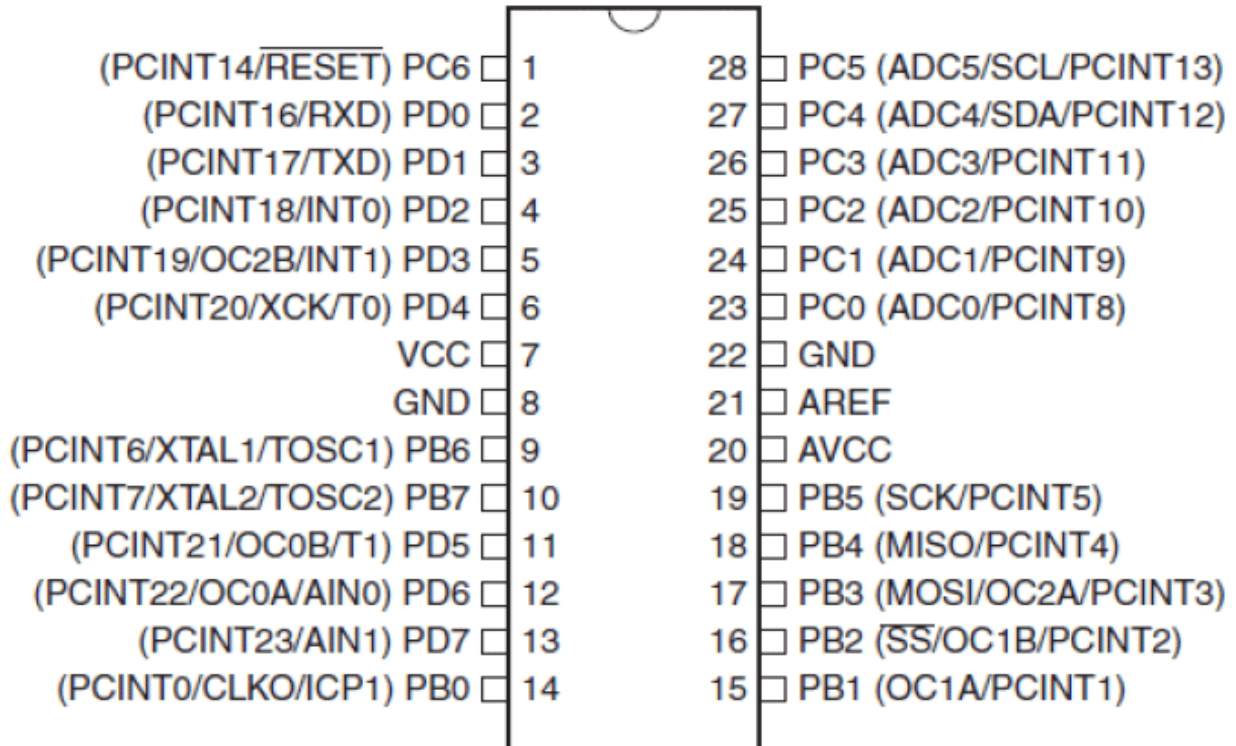 (PCINT14/RESET) PC6 1 28 PC5 (ADC5/SCL/PCINT13)
(PCINT16/RXD) PD0 2 27 PC4 (ADC4/SDA/PCINT12)
(PCINT17/TXD) PD1 3 26 PC3 (ADC3/PCINT11)
(PCINT18/INT0) PD2 4 25 PC2 (ADC2/PCINT10)
(PCINT19/OC2B/INT1) PD3 5 24 PC1 (ADC1/PCINT9)
(PCINT20/XCK/T0) PD4 6 23 PC0 (ADC0/PCINT8)
VCC 7 22 GND
GND 8 21 AREF
(PCINT6/XTAL1/TOSC1) PB6 9 20 AVCC
(PCINT7/XTAL2/TOSC2) PB7 10 19 PB5 (SCK/PCINT5)
(PCINT21/OC0B/T1) PD5 11 18 PB4 (MISO/PCINT4)
(PCINT22/OC0A/AIN0) PD6 12 17 PB3 (MOSI/OC2A/PCINT3)
(PCINT23/AIN1) PD7 13 16 PB2 (SS/OC1B/PCINT2)
(PCINT0/CLKO/ICP1) PB0 14 15 PB1 (OC1A/PCINT1)